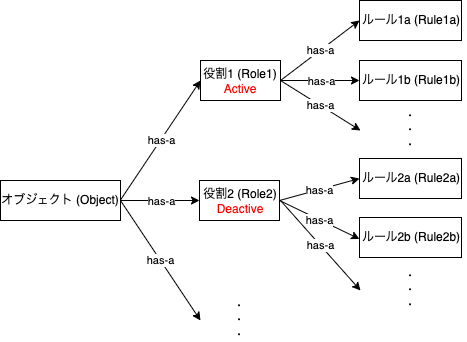 ルール1a (Rule1a)
has-a
役割1 (Role1)
Active
has-a
ルール1b (Rule1b)
has-a
has-a
ルール2a (Rule2a)
オブジェクト (Object)
has-a
役割2 (Role2)
Deactive
has-a
has-a
ルール2b (Rule2b)
has-a
has-a